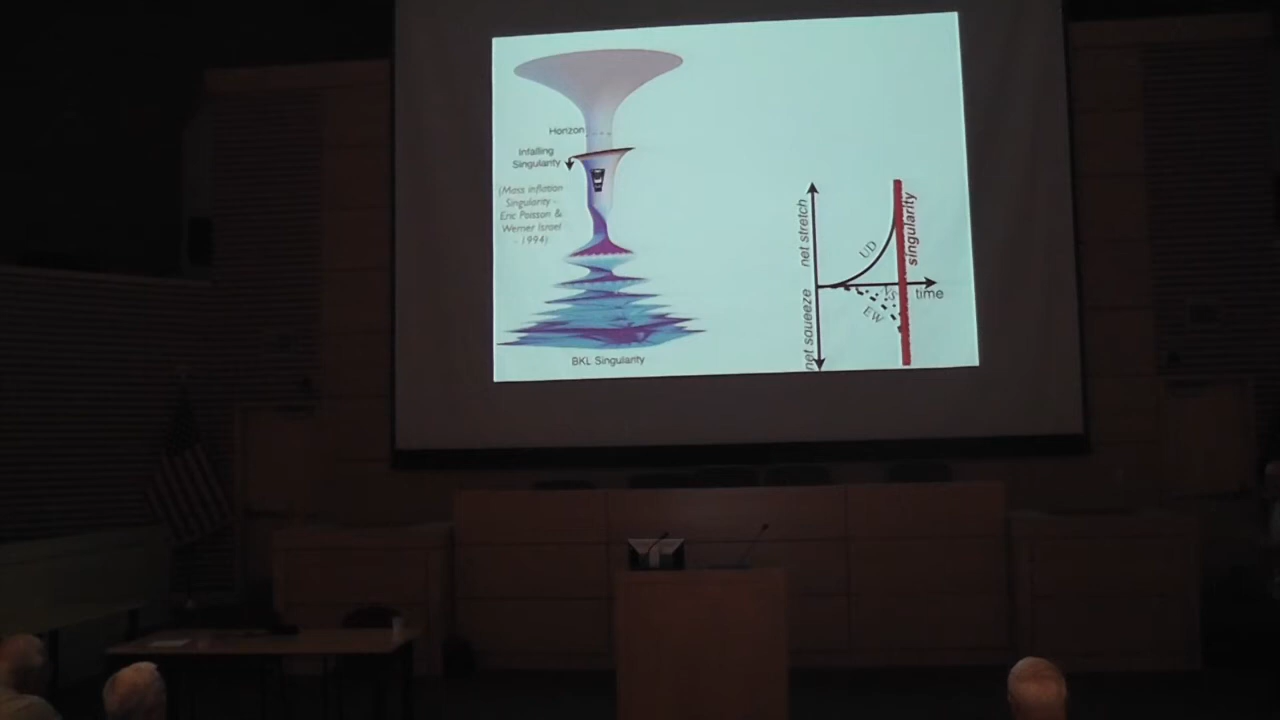 Horizon
Infalling
Singularity
(Mass inflation
Singularity -
Eric Poisson &
Werner Israel
- 1994)
BKL Singularity
net stretch
net squeeze
UD
NS
EW
singularity
time